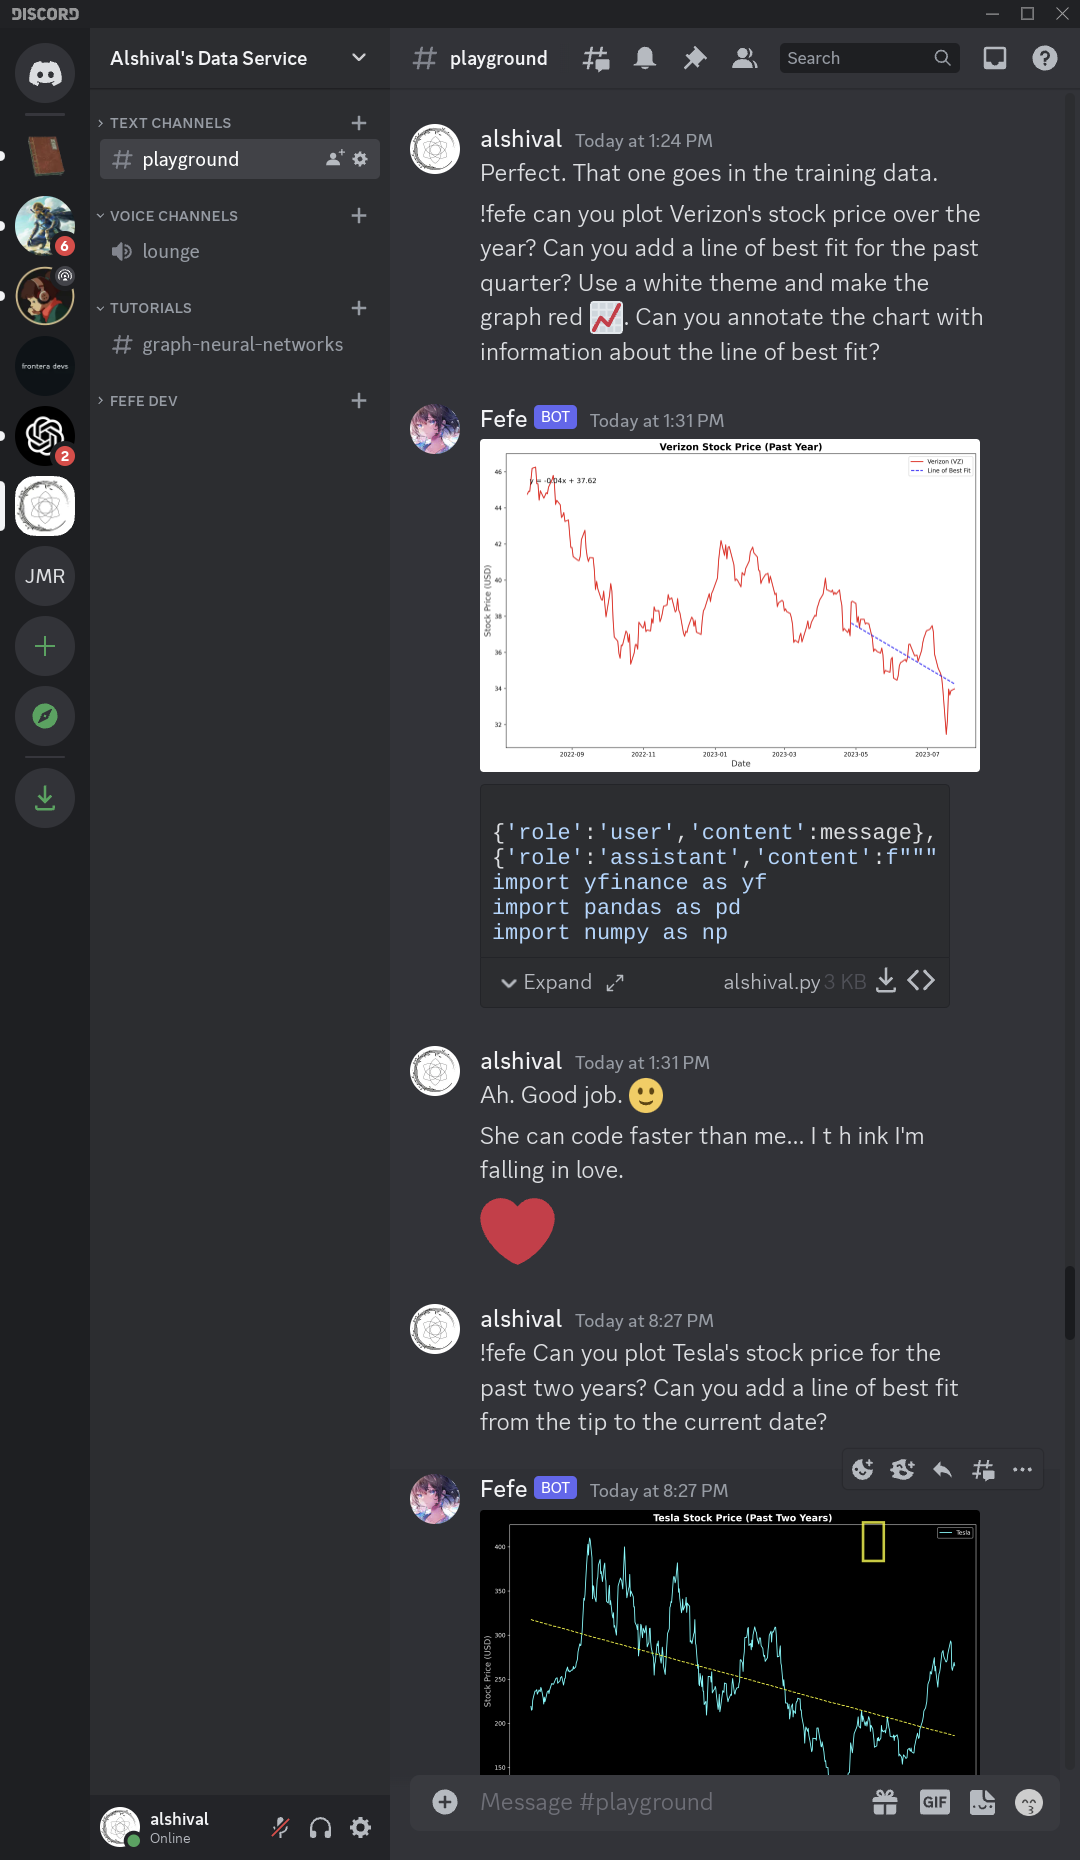 DISCORD
Alshival's Data Service
playground
Search
TEXT CHANNELS
playground
VOICE CHANNELS
lounge
TUTORIALS
graph-neural-networks
FEFE DEV
6
frontera devs
2
JMR
alshival Today at 1:24 PM
Perfect. That one goes in the training data.
!fefe can you plot Verizon's stock price over the
year? Can you add a line of best fit for the past
quarter? Use a white theme and make the
graph red 📈. Can you annotate the chart with
information about the line of best fit?
Fefe BOT Today at 1:31 PM
Verizon Stock Price (Past Year)
Verizon (VZ)
Line of Best Fit
y = -0.04x + 37.62
46
44
42
40
38
36
34
32
Stock Price (USD)
2022-09 2022-11 2023-01 2023-03 2023-05 2023-07
Date
{'role':'user','content':message},
{'role':'assistant','content':f"""
import yfinance as yf
import pandas as pd
import numpy as np
Expand alshival.py 3 KB
alshival Today at 1:31 PM
Ah. Good job. 🙂
She can code faster than me... I t h ink I'm
falling in love.
alshival Today at 8:27 PM
!fefe Can you plot Tesla's stock price for the
past two years? Can you add a line of best fit
from the tip to the current date?
Fefe BOT Today at 8:27 PM
Tesla Stock Price (Past Two Years)
Tesla
400
350
300
250
200
150
Stock Price (USD)
Message #playground
GIF
alshival
Online